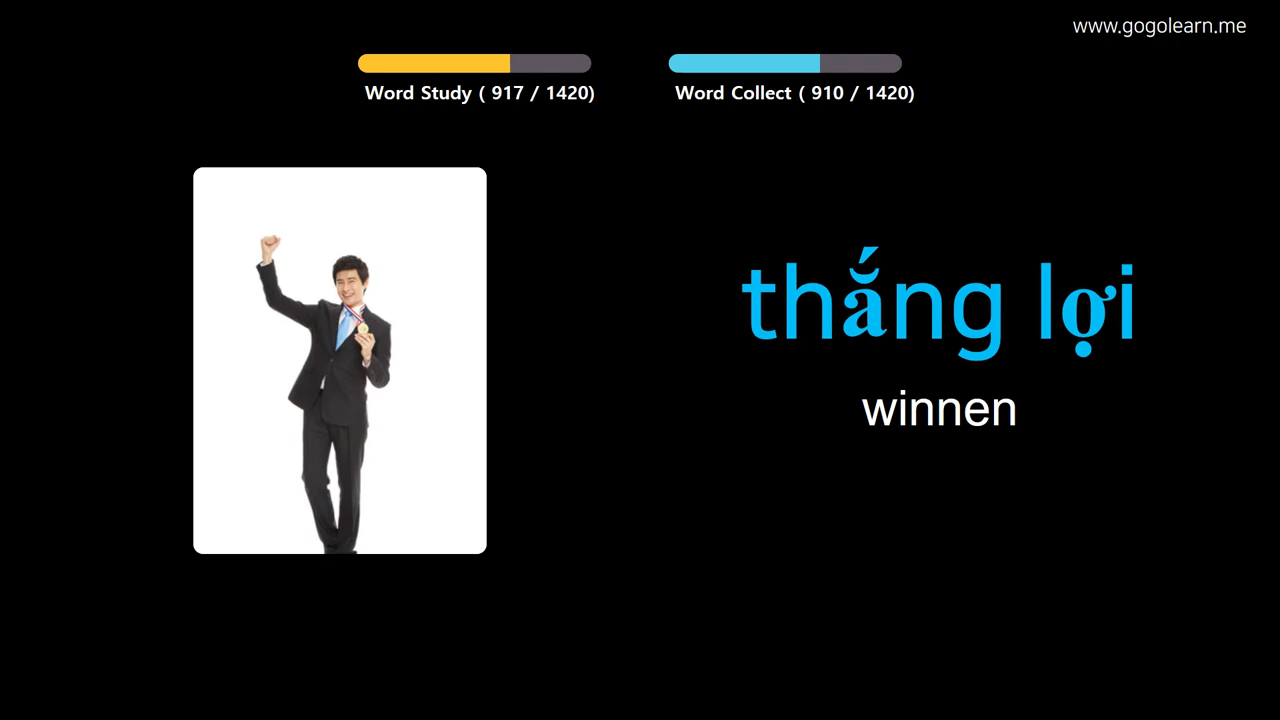 www.gogolearn.me
Word Study ( 917 / 1420)
Word Collect ( 910 / 1420)
thắng lợi
winnen